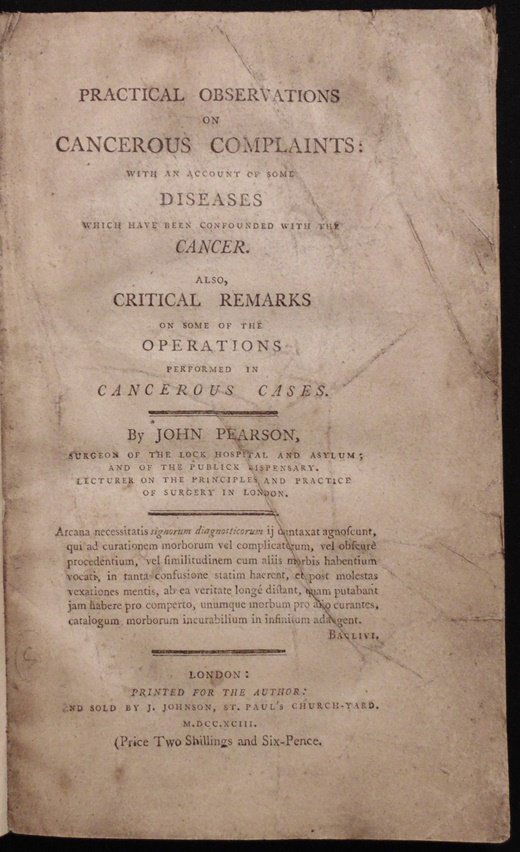 PRACTICAL OBSERVATIONS
ON
CANCEROUS COMPLAINTS:
WITH AN ACCOUNT OF SOME
DISEASES
WHICH HAVE BEEN CONFOUNDED WITH THE
CANCER.
ALSO,
CRITICAL REMARKS
ON SOME OF THE
OPERATIONS
PERFORMED IN
CANCEROUS CASES.
By JOHN PEARSON,
SURGEON OF THE LOCK HOSPITAL AND ASYLUM;
AND OF THE PUBLICK DISPENSARY.
LECTURER ON THE PRINCIPLES AND PRACTICE
OF SURGERY IN LONDON.
Arcana necessitatis signorum diagnosticorum ij duntaxat agnoſcunt,
qui ad curationem morborum vel complicatorum, vel obſcurè
procedentium, vel ſimilitudinem cum aliis morbis habentium
vocati, in tanta confusione statim haerent, et post molestas
vexationes mentis, ab ea veritate longé diſtant, quam putabant
jam habere pro comperto, unumque morbum pro alio curantes,
catalogum morborum incurabilium in infinitum adaugent.
BAGLIVI.
LONDON:
PRINTED FOR THE AUTHOR:
ND SOLD BY J. JOHNSON, ST. PAUL'S CHURCH-YARD.
M.DCC.XCIII.
(Price Two Shillings and Six-Pence.